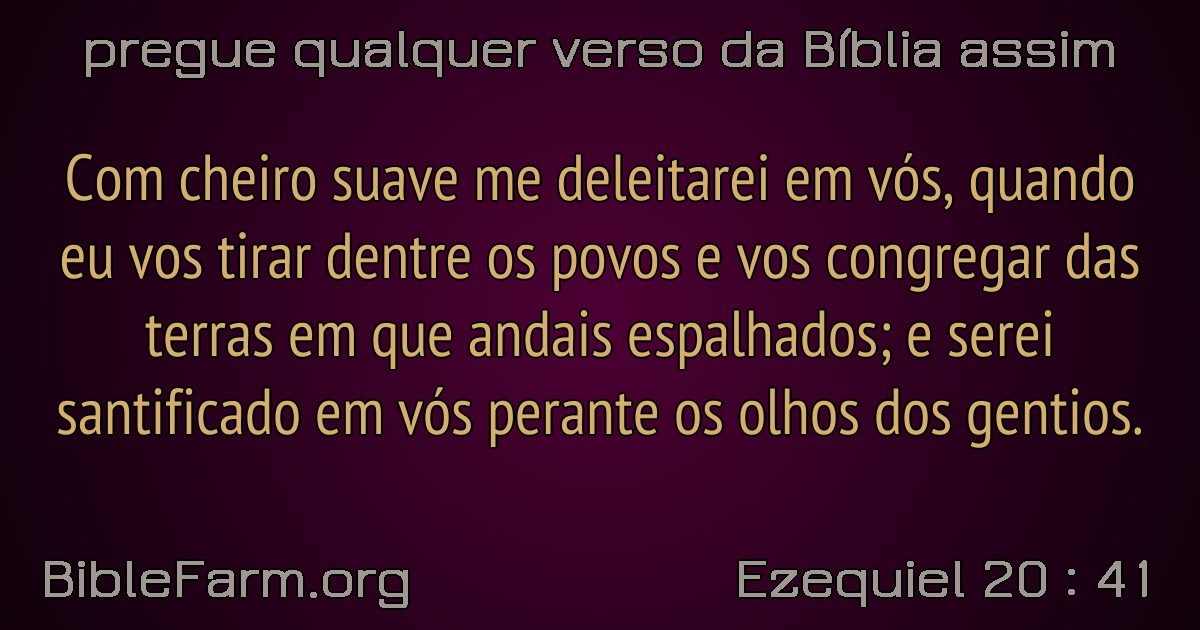 pregue qualquer verso da Bíblia assim
Com cheiro suave me deleitarei em vós, quando
eu vos tirar dentre os povos e vos congregar das
terras em que andais espalhados; e serei
santificado em vós perante os olhos dos gentios.
BibleFarm.org
Ezequiel 20 : 41